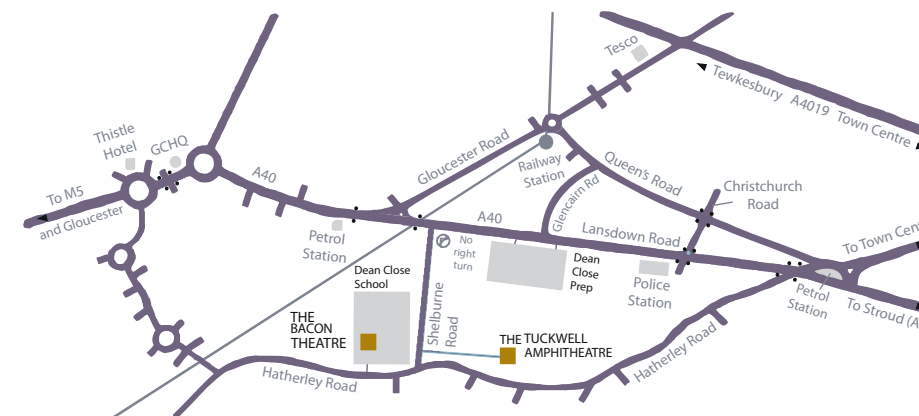 Tesco
Tewkesbury A4019 Town Centre
Thistle
Hotel
GCHQ
Gloucester Road
Railway
Station
Queen's Road
To M5
and Gloucester
A40
Glencairn Rd
Christchurch
Road
A40
Lansdown Road
Petrol
Station
No
right
turn
To Town Cen
Dean Close
School
Dean
Close
Prep
Police
Station
Petrol
Station
To Stroud (A
THE
BACON
THEATRE
Shelburne
Road
THE TUCKWELL
AMPHITHEATRE
Hatherley Road
Hatherley Road